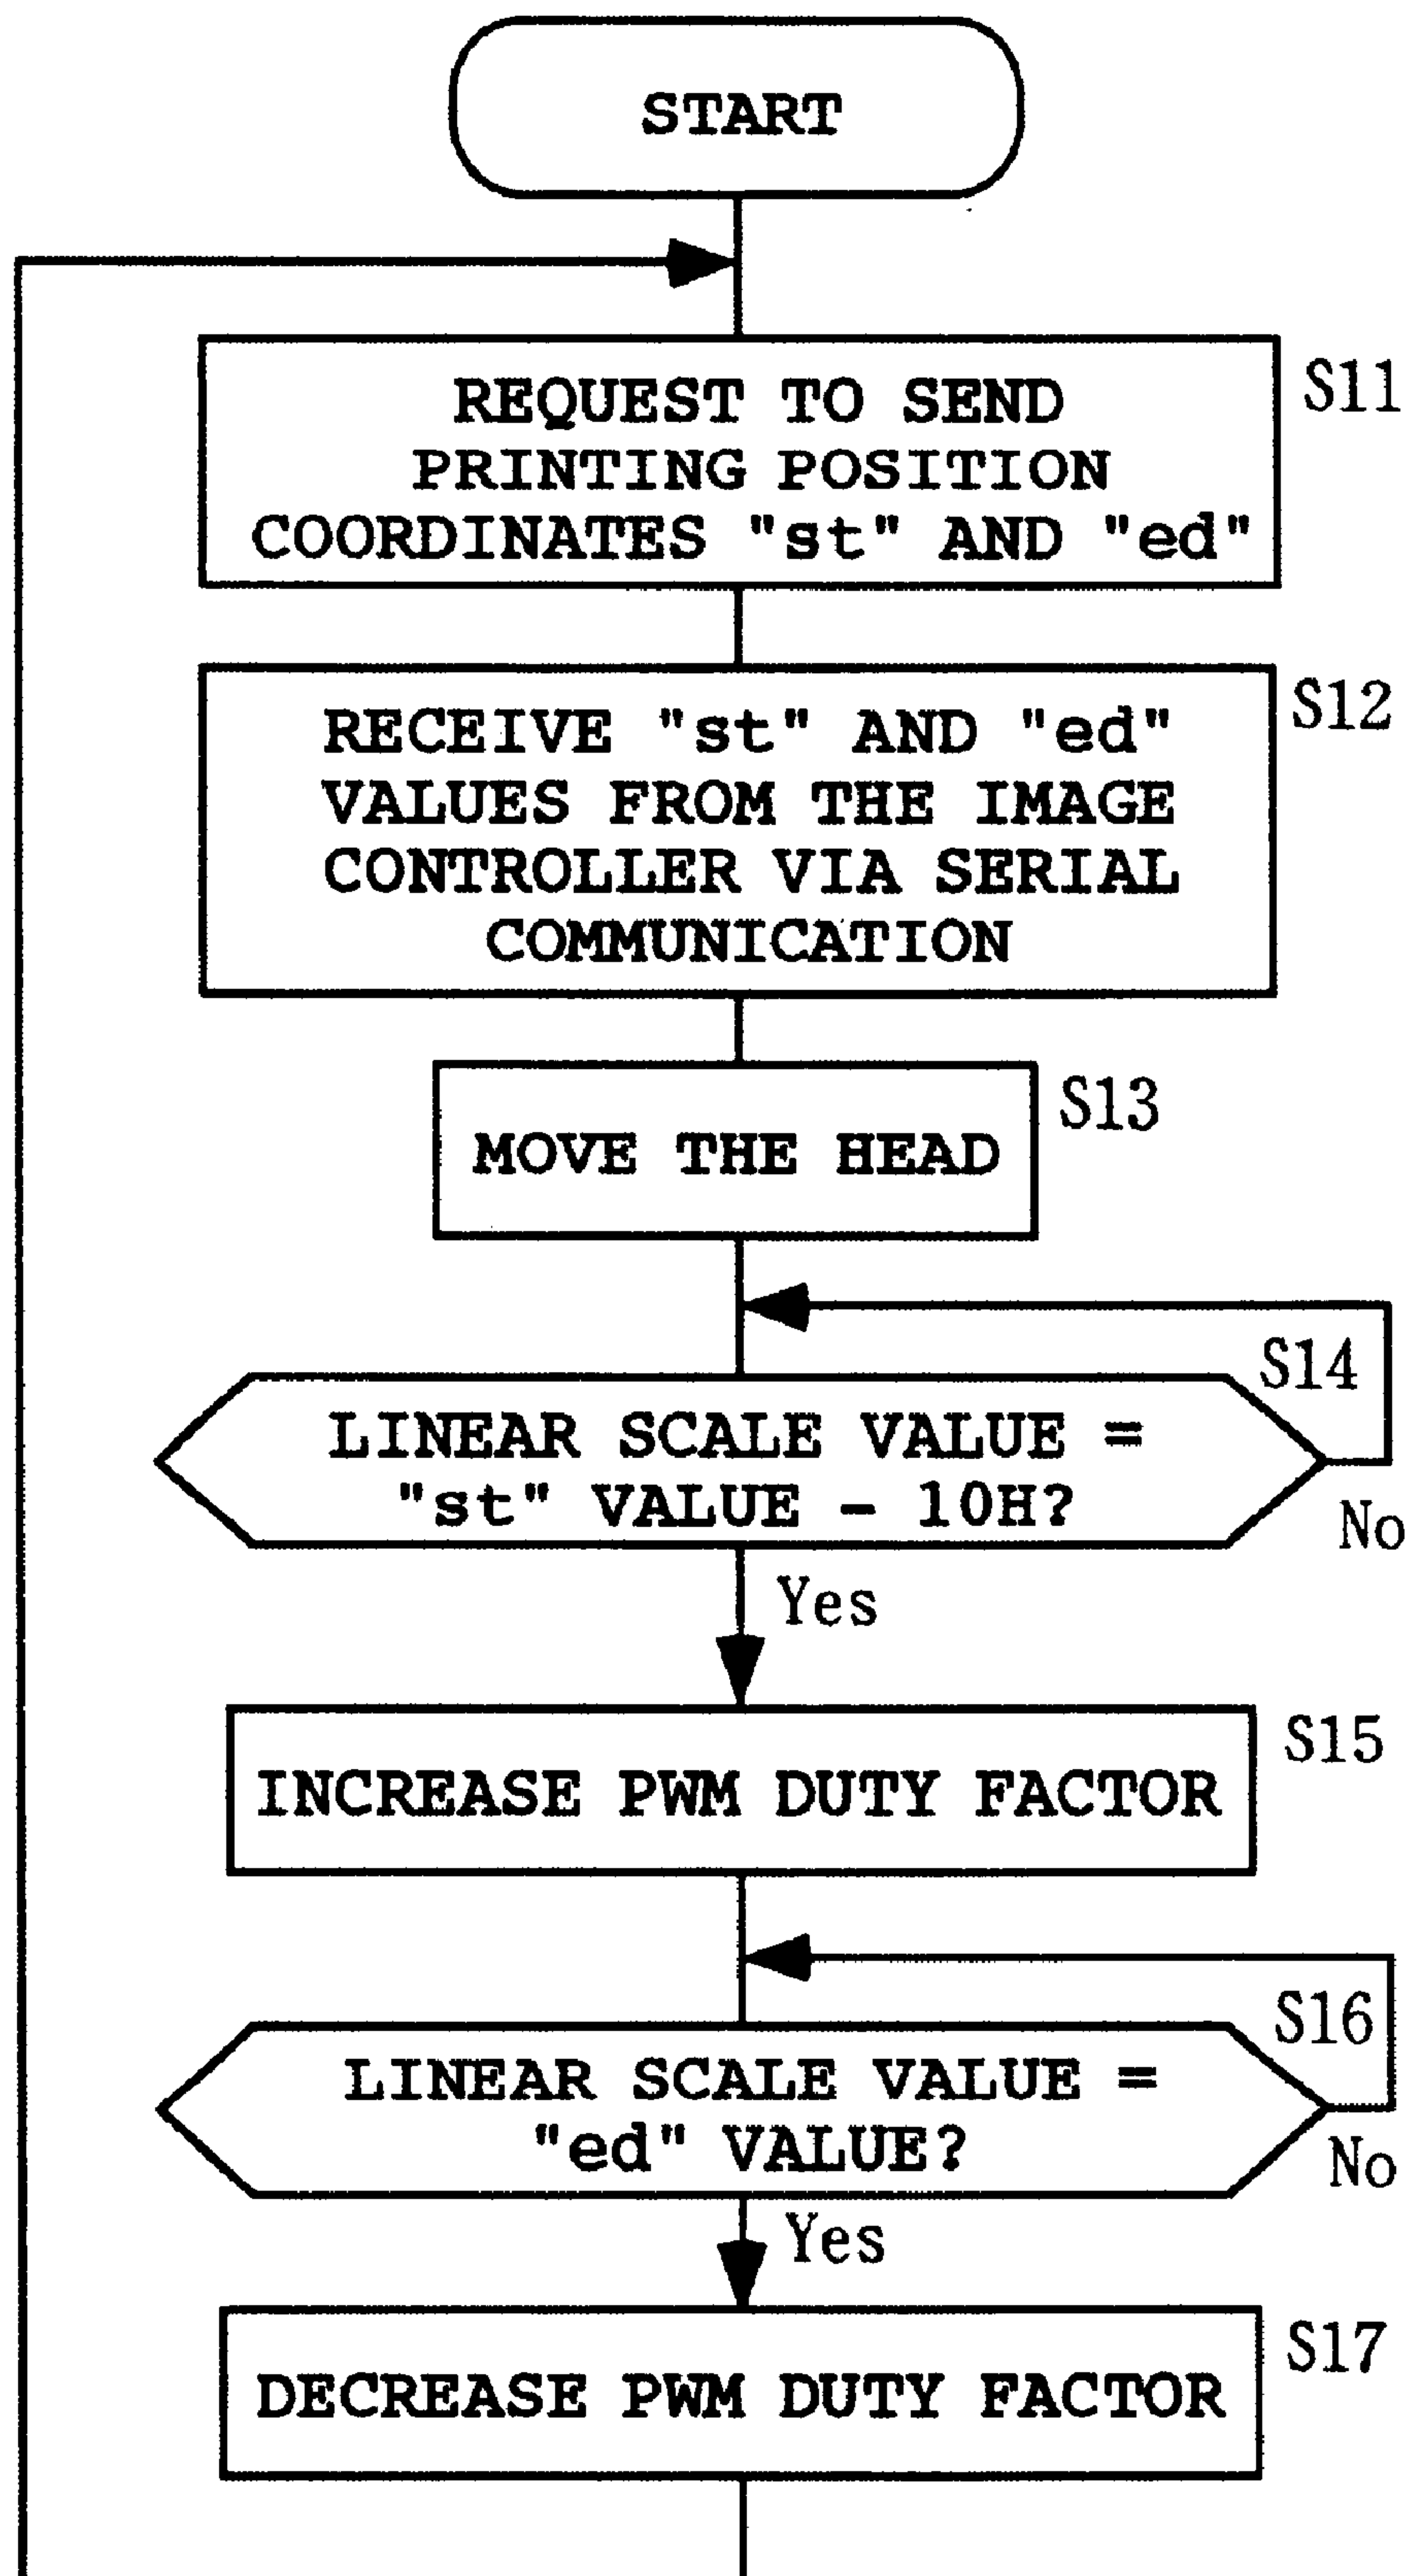 START
REQUEST TO SEND
PRINTING POSITION
COORDINATES "st" AND "ed"
S11
RECEIVE "st" AND "ed"
VALUES FROM THE IMAGE
CONTROLLER VIA SERIAL
COMMUNICATION
S12
MOVE THE HEAD
S13
S14
LINEAR SCALE VALUE =
"st" VALUE - 10H?
No
Yes
INCREASE PWM DUTY FACTOR
S15
S16
LINEAR SCALE VALUE =
"ed" VALUE?
No
Yes
DECREASE PWM DUTY FACTOR
S17